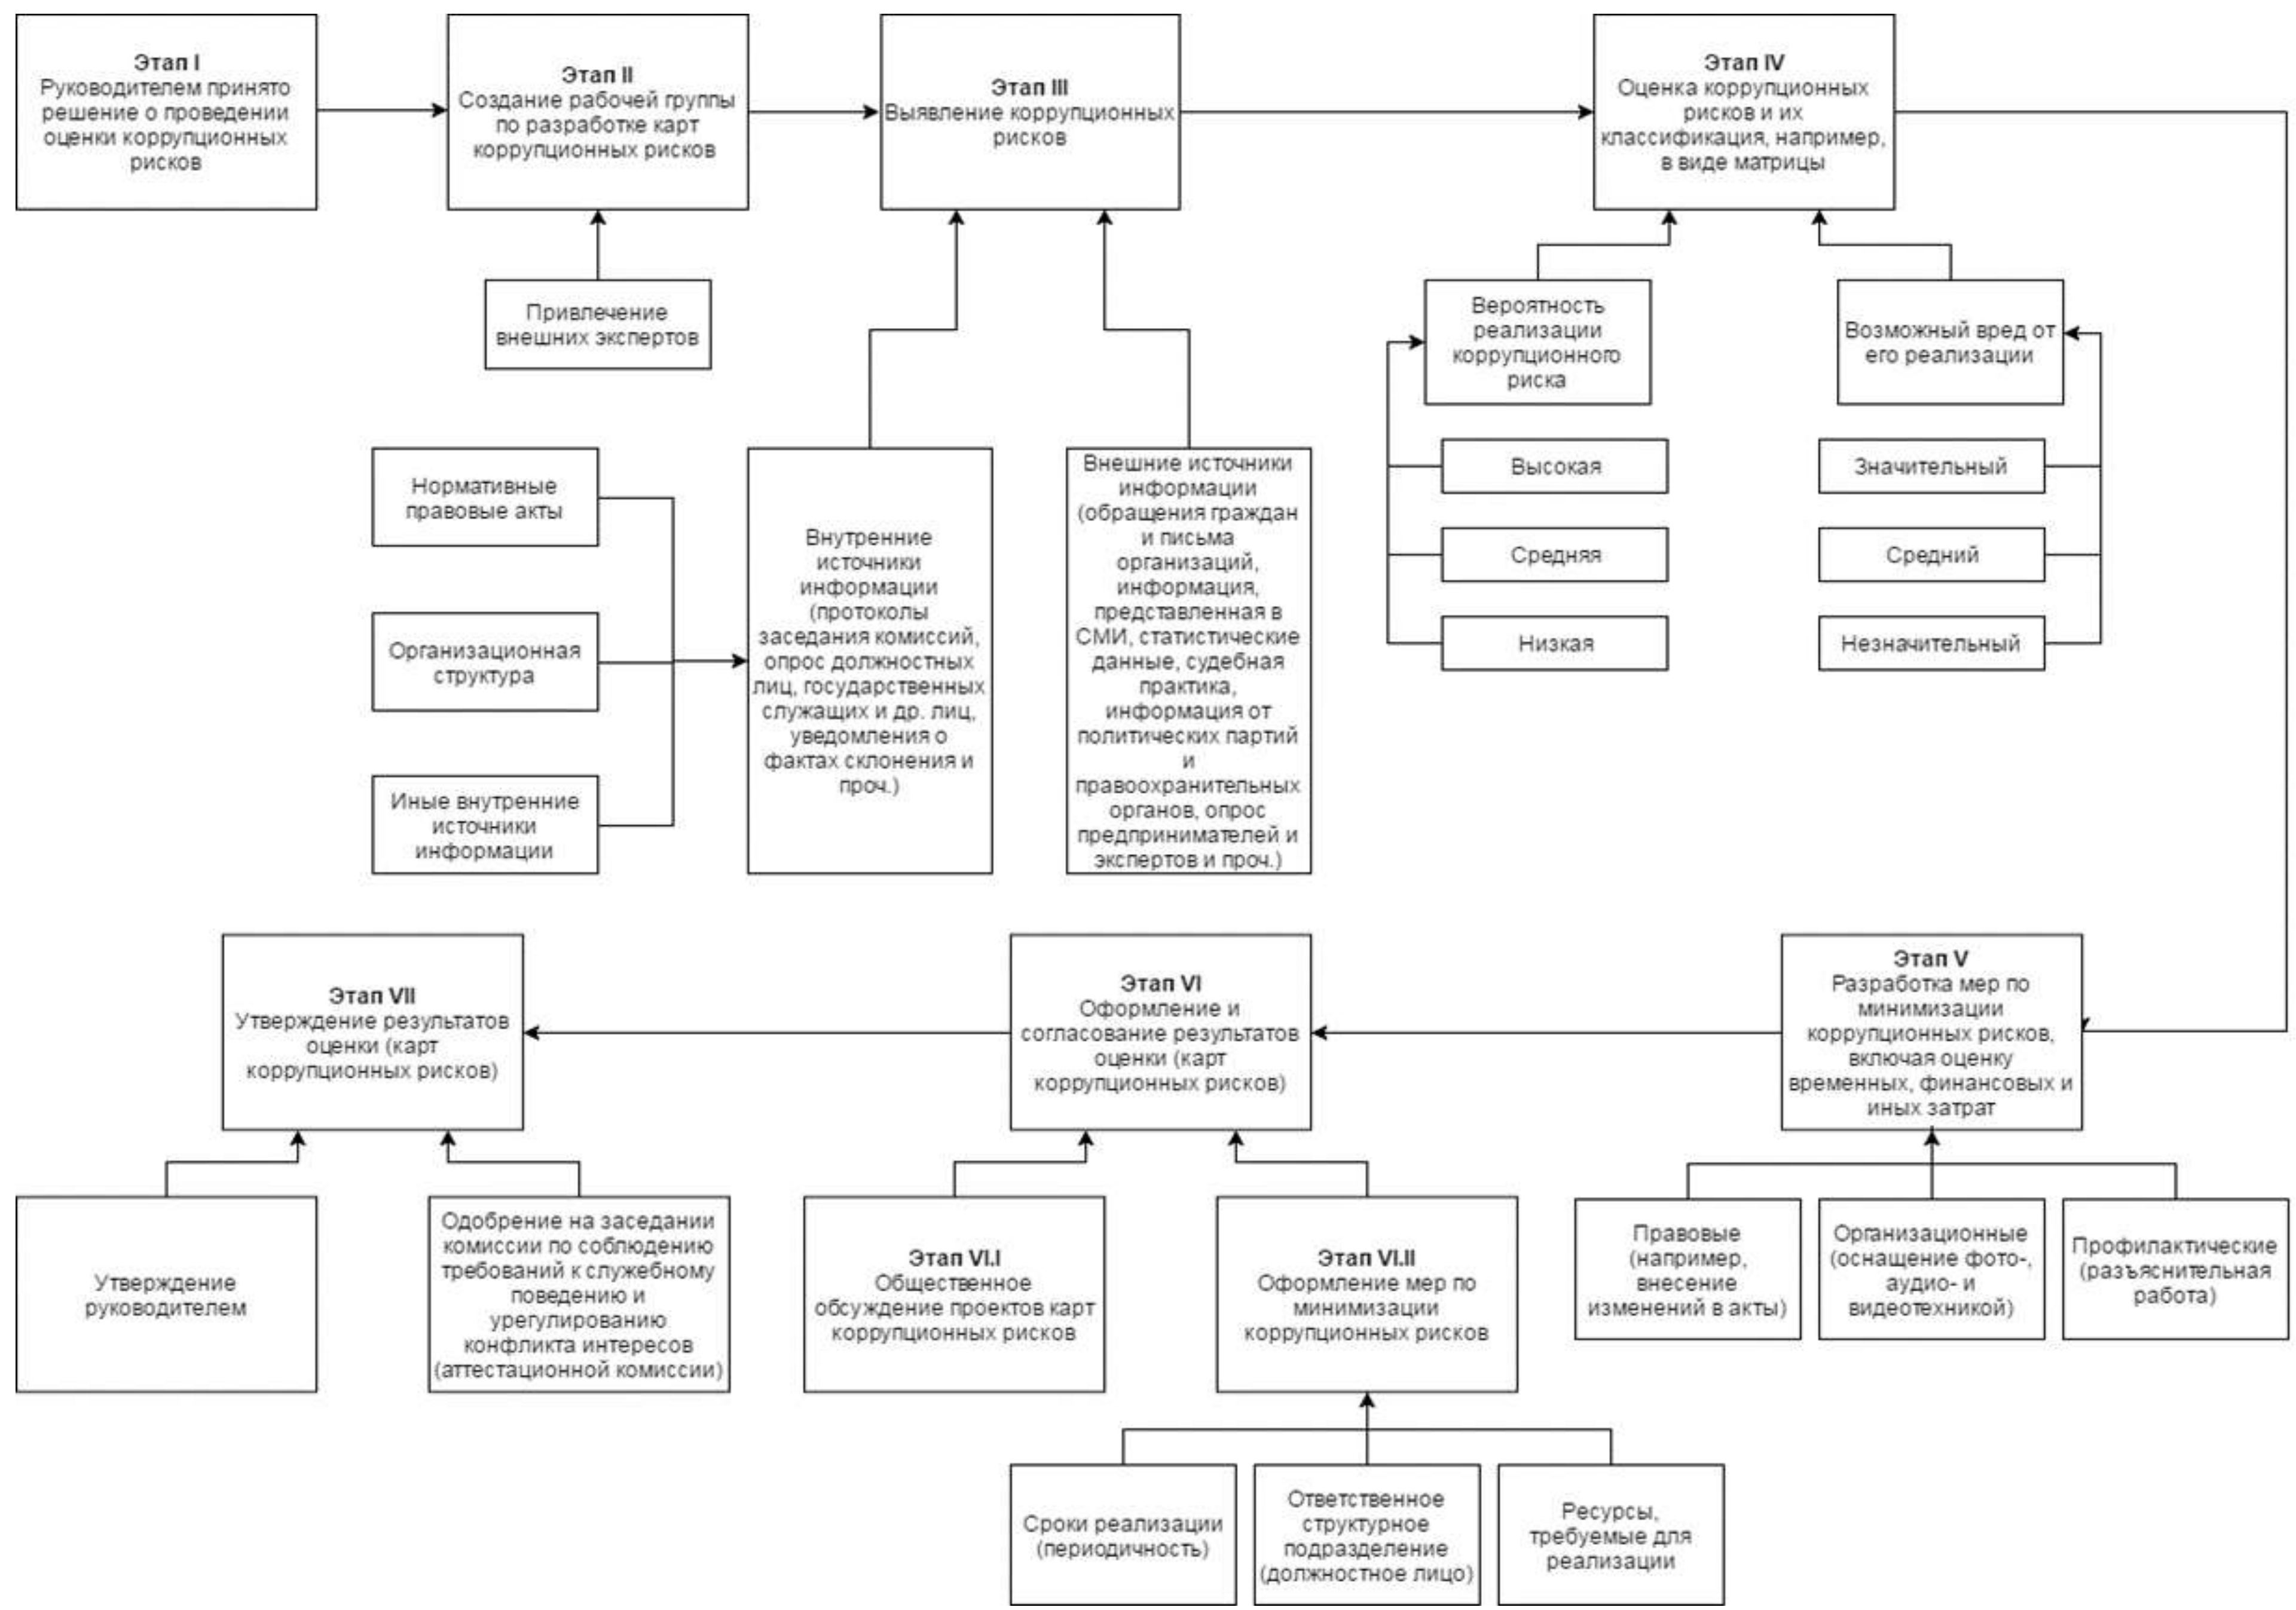 Этап I
Руководителем принято
решение о проведении
оценки коррупционных
рисков
Этап II
Создание рабочей группы
по разработке карт
коррупционных рисков
Этап III
Выявление коррупционных
рисков
Этап IV
Оценка коррупционных
рисков и их
классификация, например,
в виде матрицы
Привлечение
внешних экспертов
Вероятность
реализации
коррупционного
риска
Возможный вред от
его реализации
Высокая
Средняя
Низкая
Значительный
Средний
Незначительный
Нормативные
правовые акты
Организационная
структура
Иные внутренние
источники
информации
Внутренние
источники
информации
(протоколы
заседания комиссий,
опрос должностных
лиц, государственных
служащих и др. лиц,
уведомления о
фактах склонения и
проч.)
Внешние источники
информации
(обращения граждан
и письма
организаций,
информация,
представленная в
СМИ, статистические
данные, судебная
практика,
информация от
политических партий
и
правоохранительных
органов, опрос
предпринимателей и
экспертов и проч.)
Этап VII
Утверждение результатов
оценки (карт
коррупционных рисков)
Этап VI
Оформление и
согласование результатов
оценки (карт
коррупционных рисков)
Этап V
Разработка мер по
минимизации
коррупционных рисков,
включая оценку
временных, финансовых и
иных затрат
Утверждение
руководителем
Одобрение на заседании
комиссии по соблюдению
требований к служебному
поведению и
урегулированию
конфликта интересов
(аттестационной комиссии)
Этап VI.I
Общественное
обсуждение проектов карт
коррупционных рисков
Этап VI.II
Оформление мер по
минимизации
коррупционных рисков
Правовые
(например,
внесение
изменений в акты)
Организационные
(оснащение фото-,
аудио- и
видеотехникой)
Профилактические
(разъяснительная
работа)
Сроки реализации
(периодичность)
Ответственное
структурное
подразделение
(должностное лицо)
Ресурсы,
требуемые для
реализации